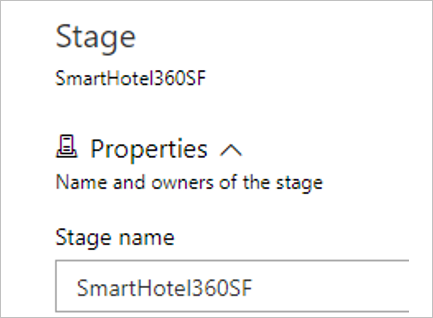 Stage
SmartHotel360SF
Properties
Name and owners of the stage
Stage name
SmartHotel360SF